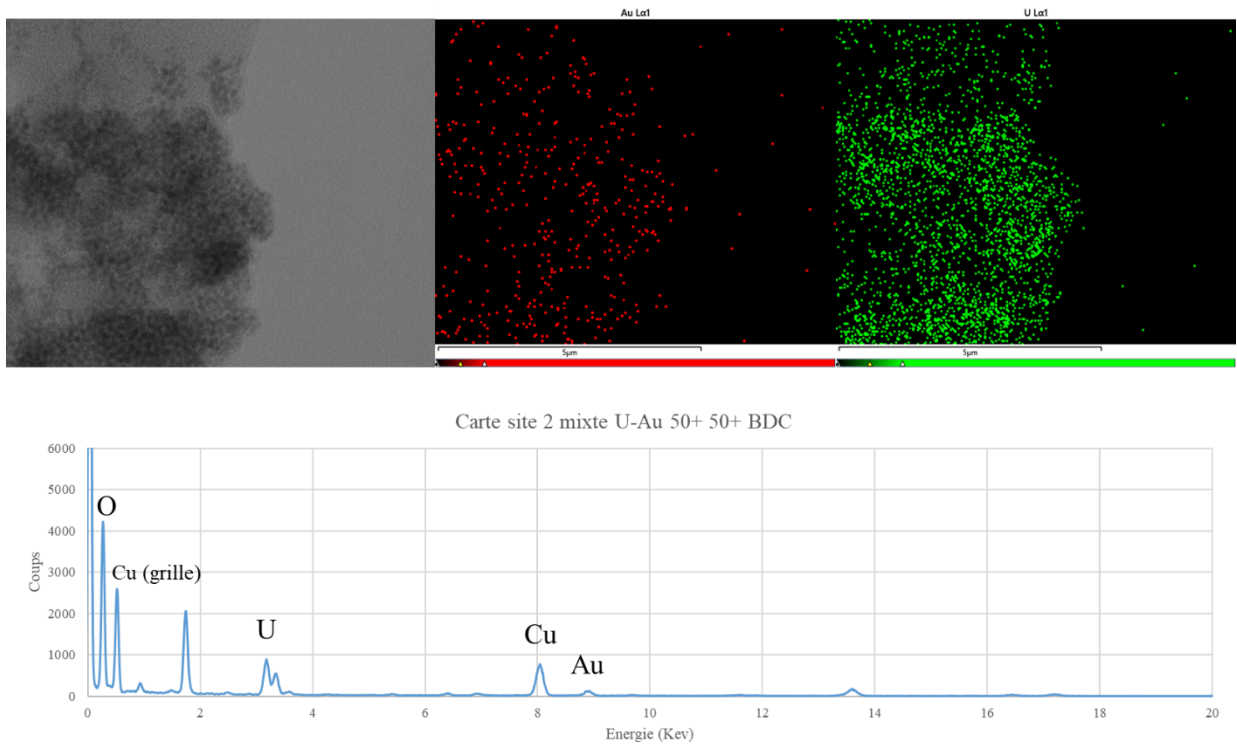 Au Lα1
U Lα1
5µm
5µm
Carte site 2 mixte U-Au 50+ 50+ BDC
6000
5000
4000
3000
2000
1000
0
Coups
O
Cu (grille)
U
Cu
Au
0 2 4 6 8 10 12 14 16 18 20
Energie (Kev)